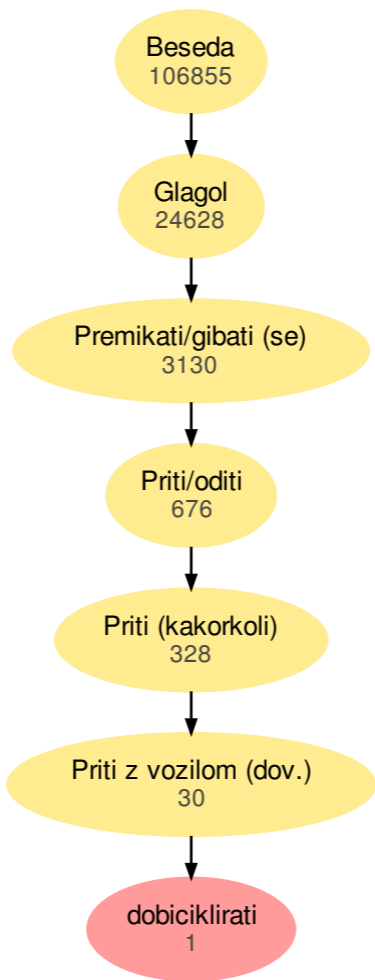 Beseda
106855
Glagol
24628
Premikati/gibati (se)
3130
Priti/oditi
676
Priti (kakorkoli)
328
Priti z vozilom (dov.)
30
dobiciklirati
1